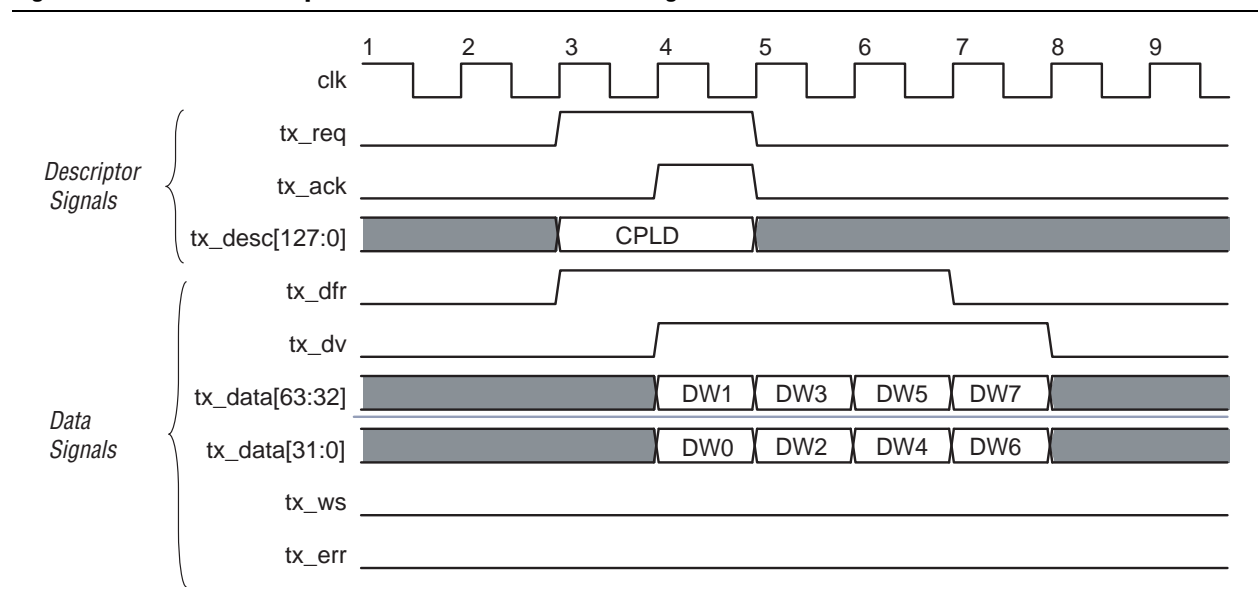 1 2 3 4 5 6 7 8 9
clk
tx_req
Descriptor
Signals
tx_ack
tx_desc[127:0] CPLD
tx_dfr
tx_dv
tx_data[63:32] DW1 DW3 DW5 DW7
Data
Signals
tx_data[31:0] DW0 DW2 DW4 DW6
tx_ws
tx_err